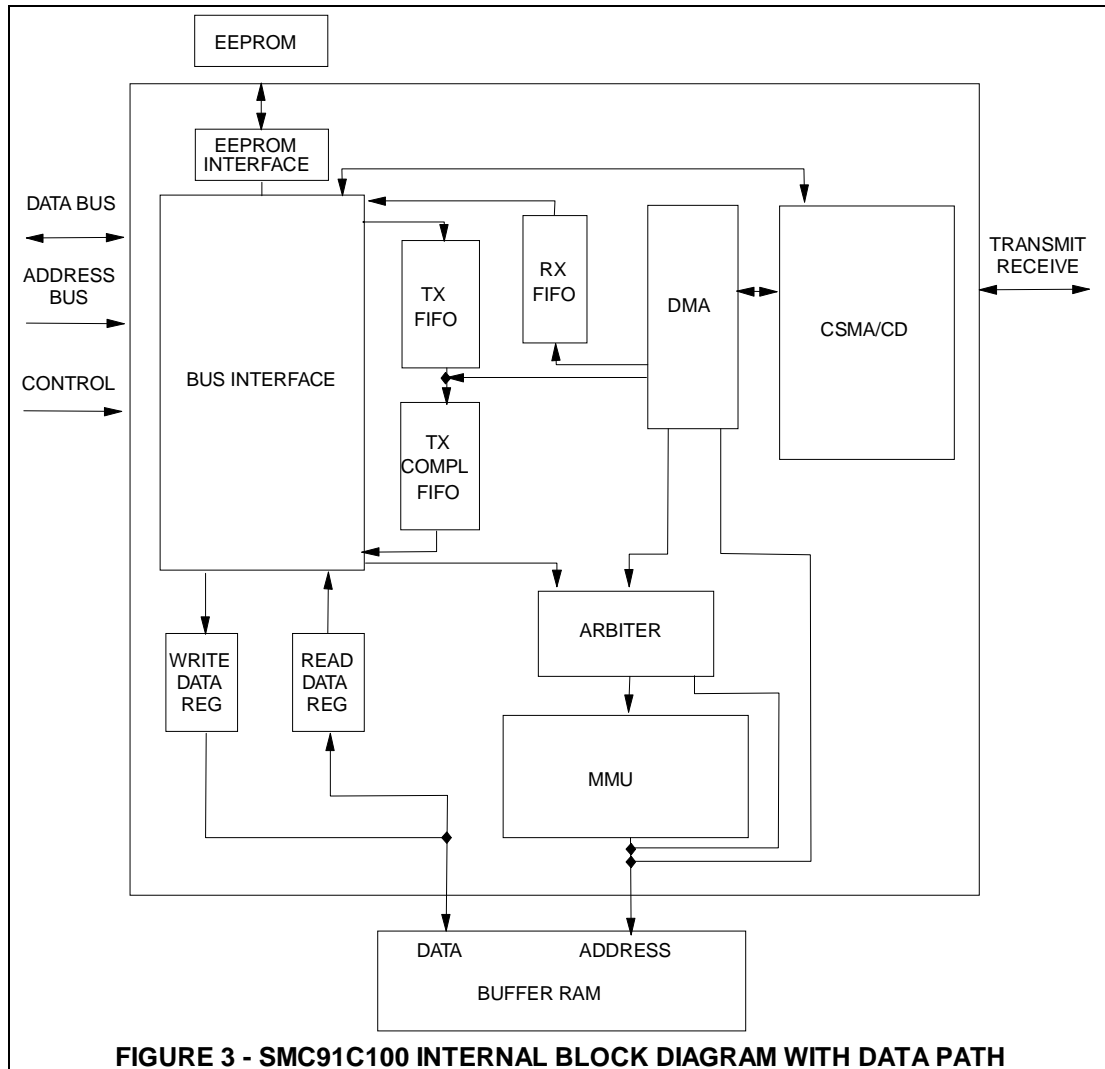 EEPROM
EEPROM
INTERFACE
DATA BUS
ADDRESS
BUS
CONTROL
BUS INTERFACE
TX
FIFO
RX
FIFO
DMA
CSMA/CD
TRANSMIT
RECEIVE
TX
COMPL
FIFO
ARBITER
WRITE
DATA
REG
READ
DATA
REG
MMU
DATA
ADDRESS
BUFFER RAM
FIGURE 3 - SMC91C100 INTERNAL BLOCK DIAGRAM WITH DATA PATH